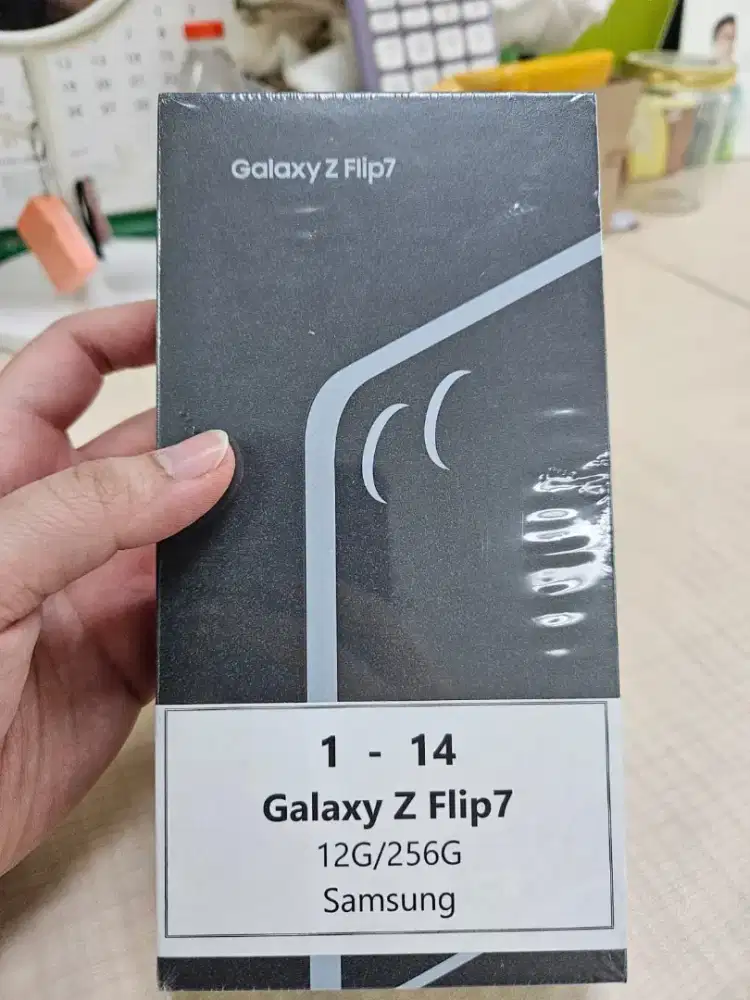 Galaxy Z Flip7
1 - 14
Galaxy Z Flip7
12G/256G
Samsung